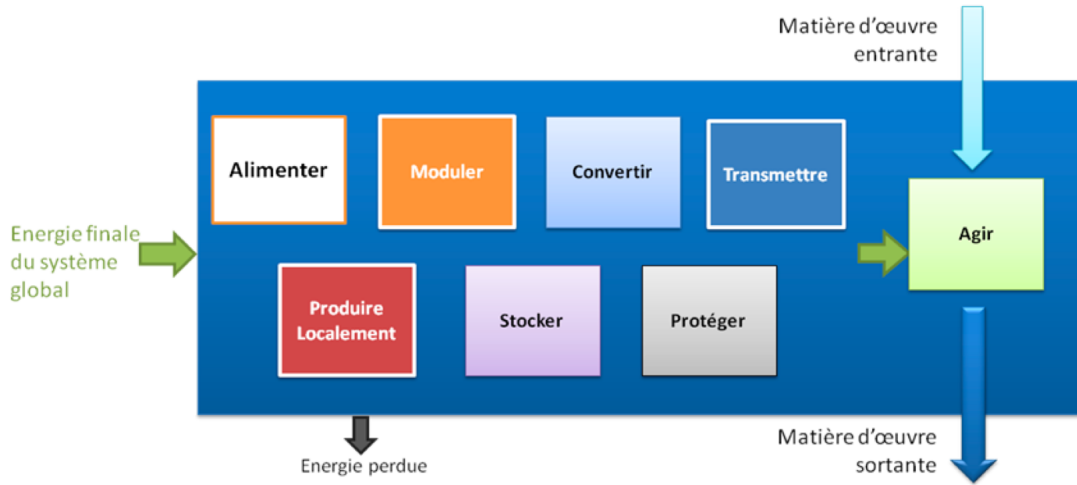 Matière d'œuvre
entrante
Alimenter
Moduler
Convertir
Transmettre
Agir
Energie finale
du système
global
Produire
Localement
Stocker
Protéger
Energie perdue
Matière d'œuvre
sortante